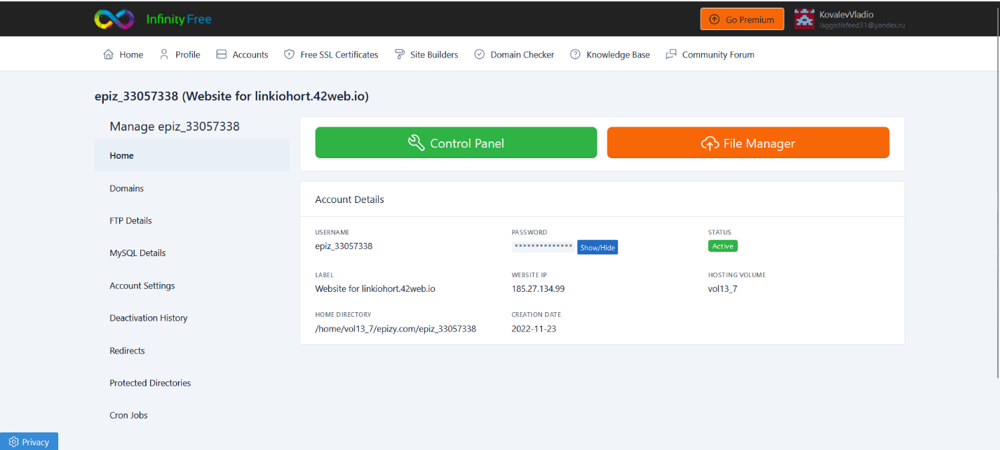 Infinity Free
Go Premium
KovalevVladio
laggistikfeed31@yandex.ru
Home Profile Accounts Free SSL Certificates Site Builders Domain Checker Knowledge Base Community Forum
epiz_33057338 (Website for linkiohort.42web.io)
Manage epiz_33057338
Home
Domains
FTP Details
MySQL Details
Account Settings
Deactivation History
Redirects
Protected Directories
Cron Jobs
Control Panel File Manager
Account Details
USERNAME PASSWORD STATUS
epiz_33057338 ************** Show/Hide Active
LABEL WEBSITE IP HOSTING VOLUME
Website for linkiohort.42web.io 185.27.134.99 vol13_7
HOME DIRECTORY CREATION DATE
/home/vol13_7/epizy.com/epiz_33057338 2022-11-23
Privacy